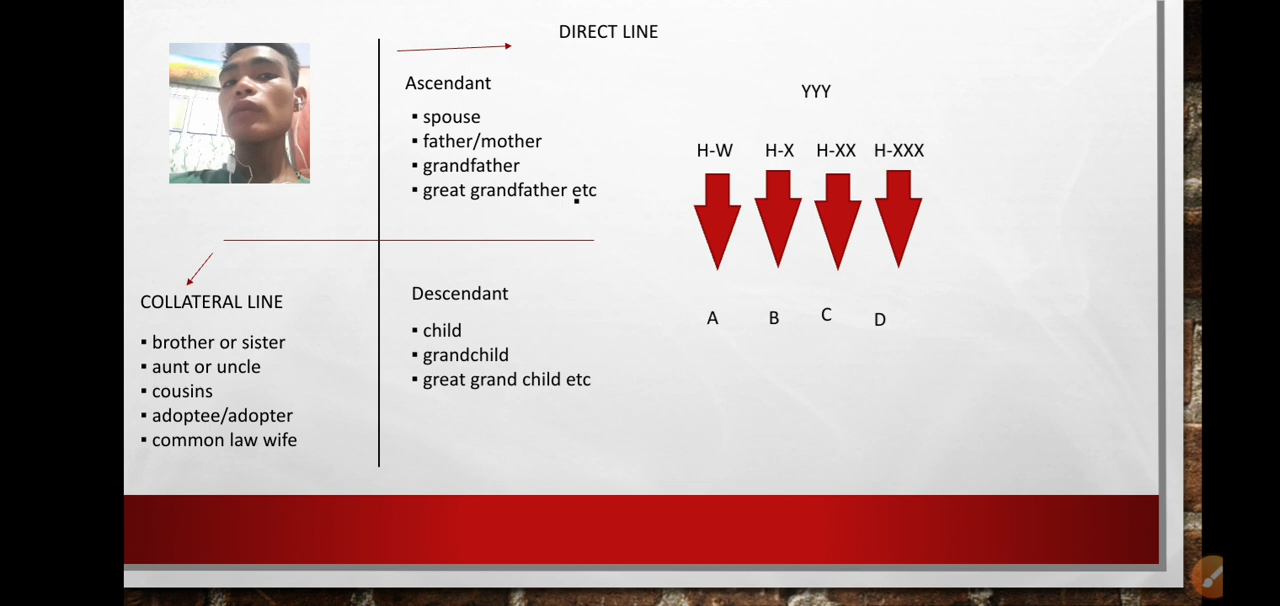 DIRECT LINE
Ascendant
▪ spouse
▪ father/mother
▪ grandfather
▪ great grandfather etc
▪
COLLATERAL LINE
▪ brother or sister
▪ aunt or uncle
▪ cousins
▪ adoptee/adopter
▪ common law wife
Descendant
▪ child
▪ grandchild
▪ great grand child etc
YYY
H-W H-X H-XX H-XXX
A B C D